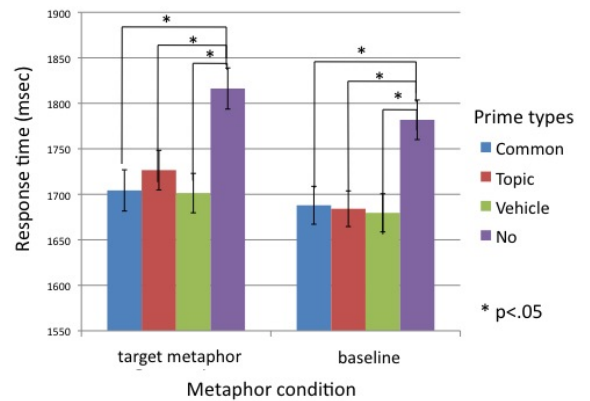 1900
1850
1800
1750
1700
1650
1600
1550
Response time (msec)
*
*
*
*
*
*
target metaphor
baseline
Metaphor condition
Prime types
Common
Topic
Vehicle
No
* p<.05